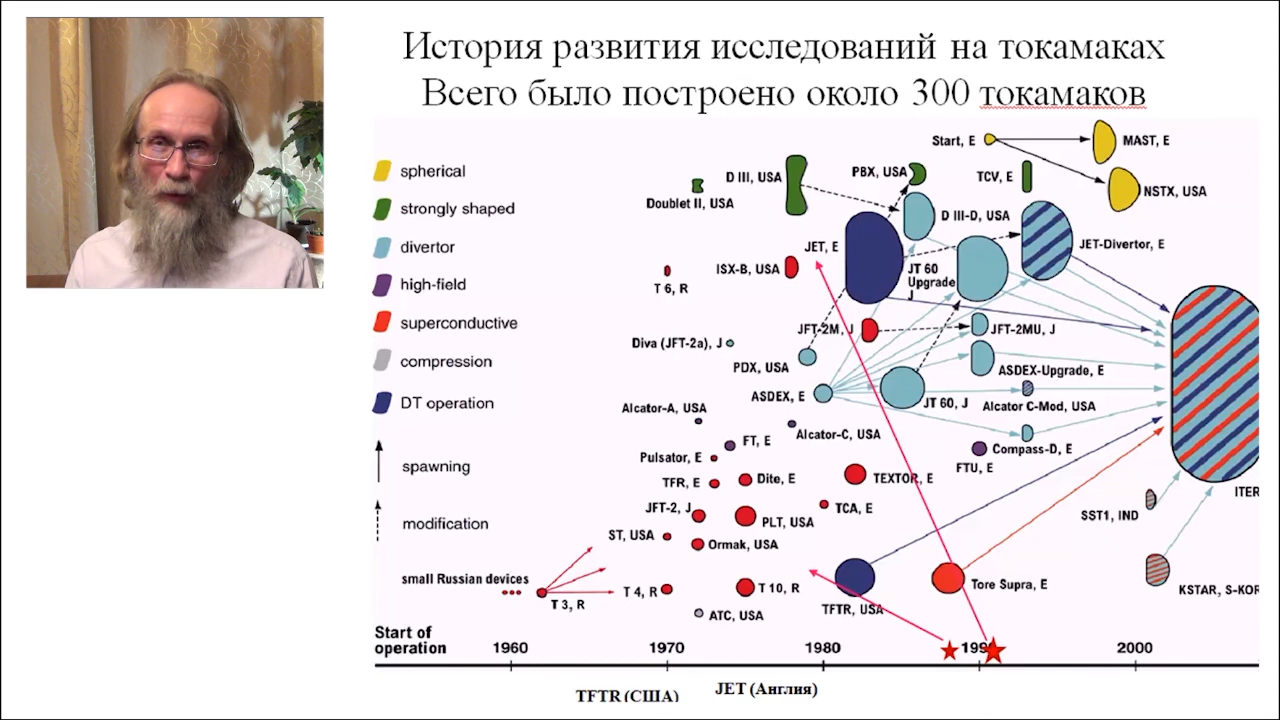 История развития исследований на токамаках
Всего было построено около 300 токамаков
spherical
strongly shaped
divertor
high-field
superconductive
compression
DT operation
spawning
modification
small Russian devices
T 3, R
Start, E
MAST, E
NSTX, USA
TCV, E
PBX, USA
D III, USA
Doublet II, USA
D III-D, USA
JET, E
JET-Divertor, E
ISX-B, USA
T 6, R
JT 60
Upgrade
J
JFT-2M, J
JFT-2MU, J
Diva (JFT-2a), J
PDX, USA
ASDEX-Upgrade, E
ASDEX, E
JT 60, J
Alcator C-Mod, USA
Alcator-A, USA
Alcator-C, USA
FT, E
Compass-D, E
FTU, E
Pulsator, E
TFR, E
Dite, E
TEXTOR, E
ITER
JFT-2, J
PLT, USA
TCA, E
SST1, IND
ST, USA
Ormak, USA
T 4, R
T 10, R
ATC, USA
TFTR, USA
Tore Supra, E
KSTAR, S-KOR
Start of
operation
1960
1970
1980
1990
2000
TFTR (США)
JET (Англия)